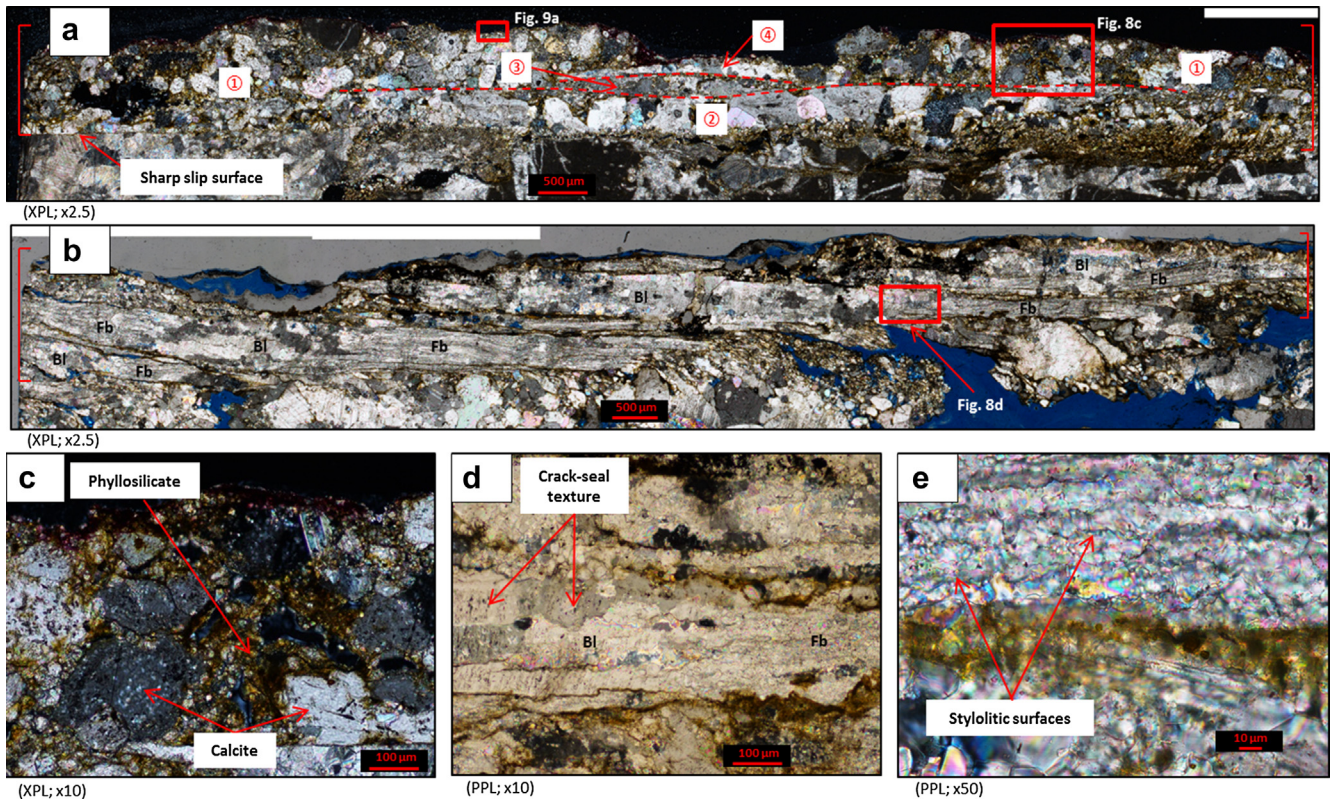 a
Fig. 9a
④
Fig. 8c
③
①
①
②
Sharp slip surface
500 µm
(XPL; x2.5)
b
Bl
Bl
Fb
Fb
Fb
Bl
Fb
Bl
Fb
500 µm
Fig. 8d
(XPL; x2.5)
c
Phyllosilicate
Calcite
100 µm
(XPL; x10)
d
Crack-seal
texture
Bl
Fb
100 µm
(PPL; x10)
e
Stylolitic surfaces
10 µm
(PPL; x50)